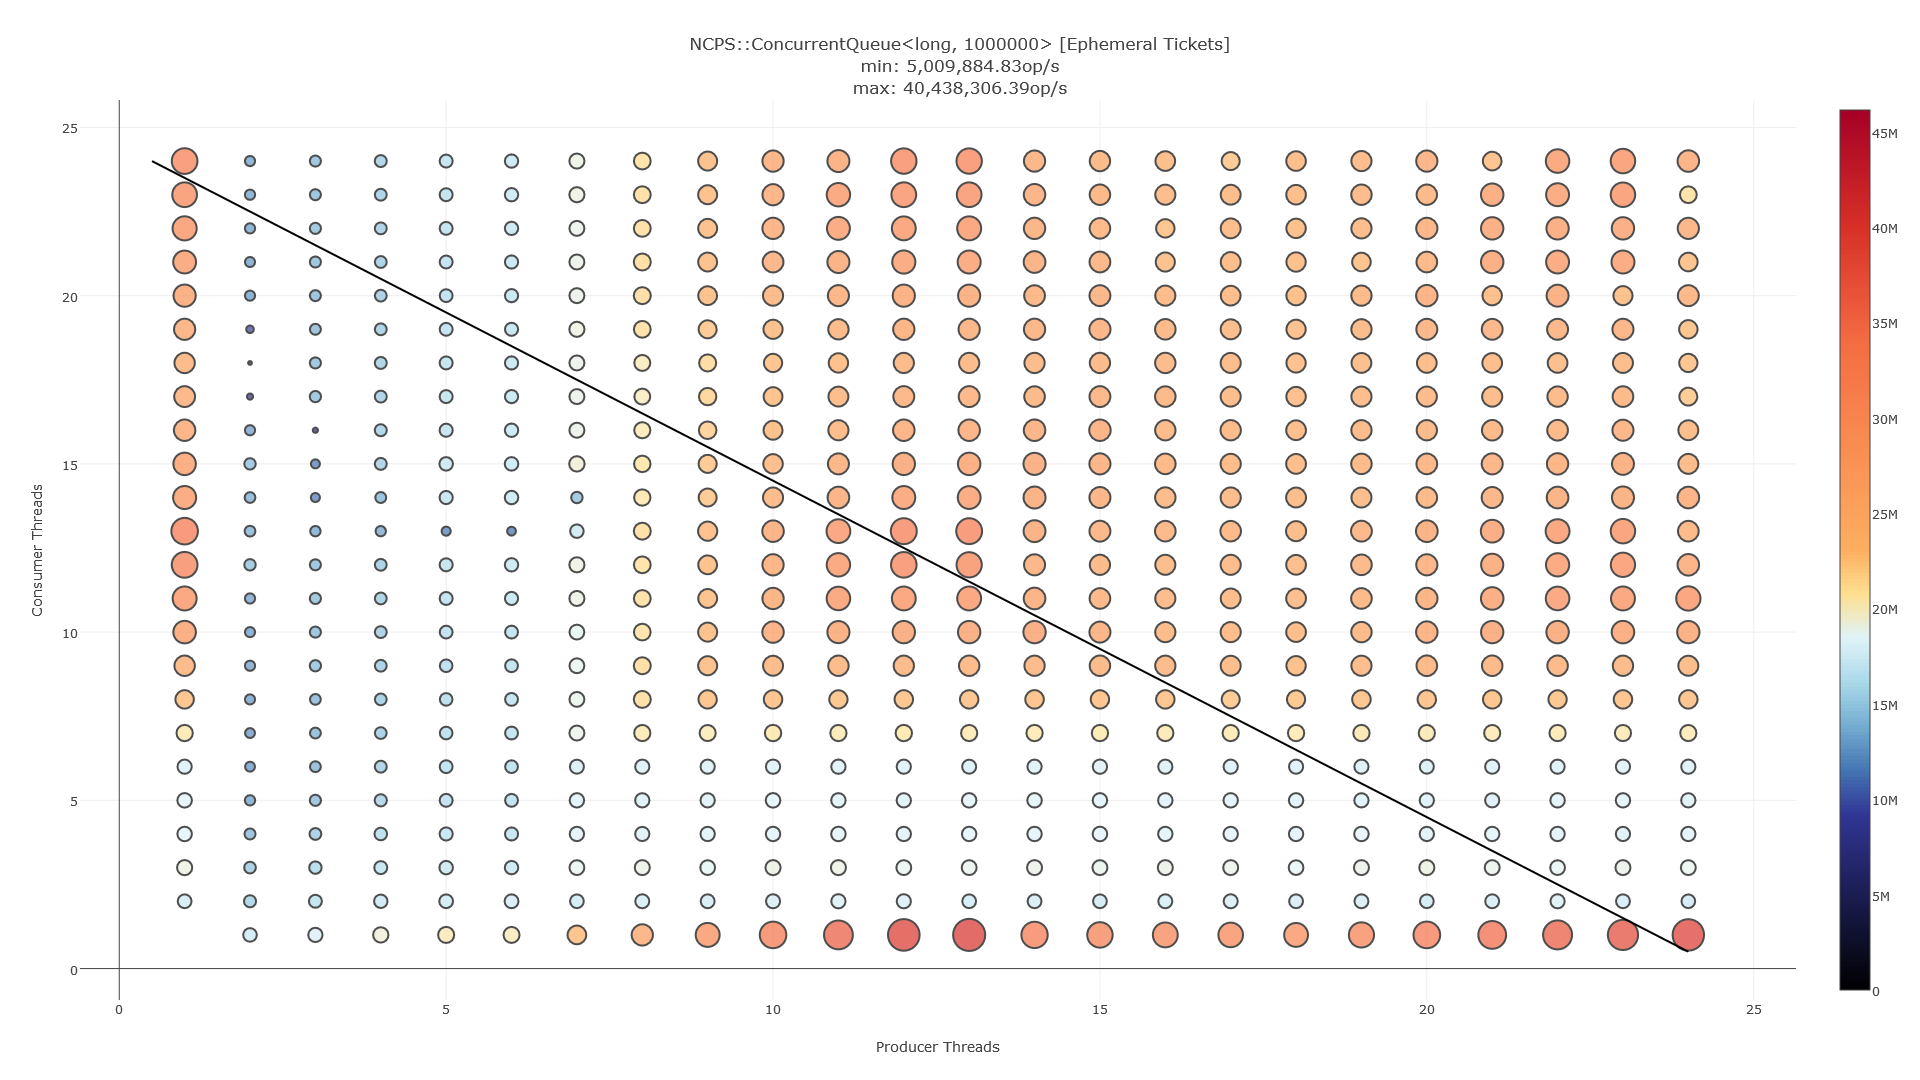 NCPS::ConcurrentQueue<long, 1000000> [Ephemeral Tickets]
min: 5,009,884.83op/s
max: 40,438,306.39op/s
25
20
15
10
5
0
Consumer Threads
0
5
10
15
20
25
Producer Threads
45M
40M
35M
30M
25M
20M
15M
10M
5M
0